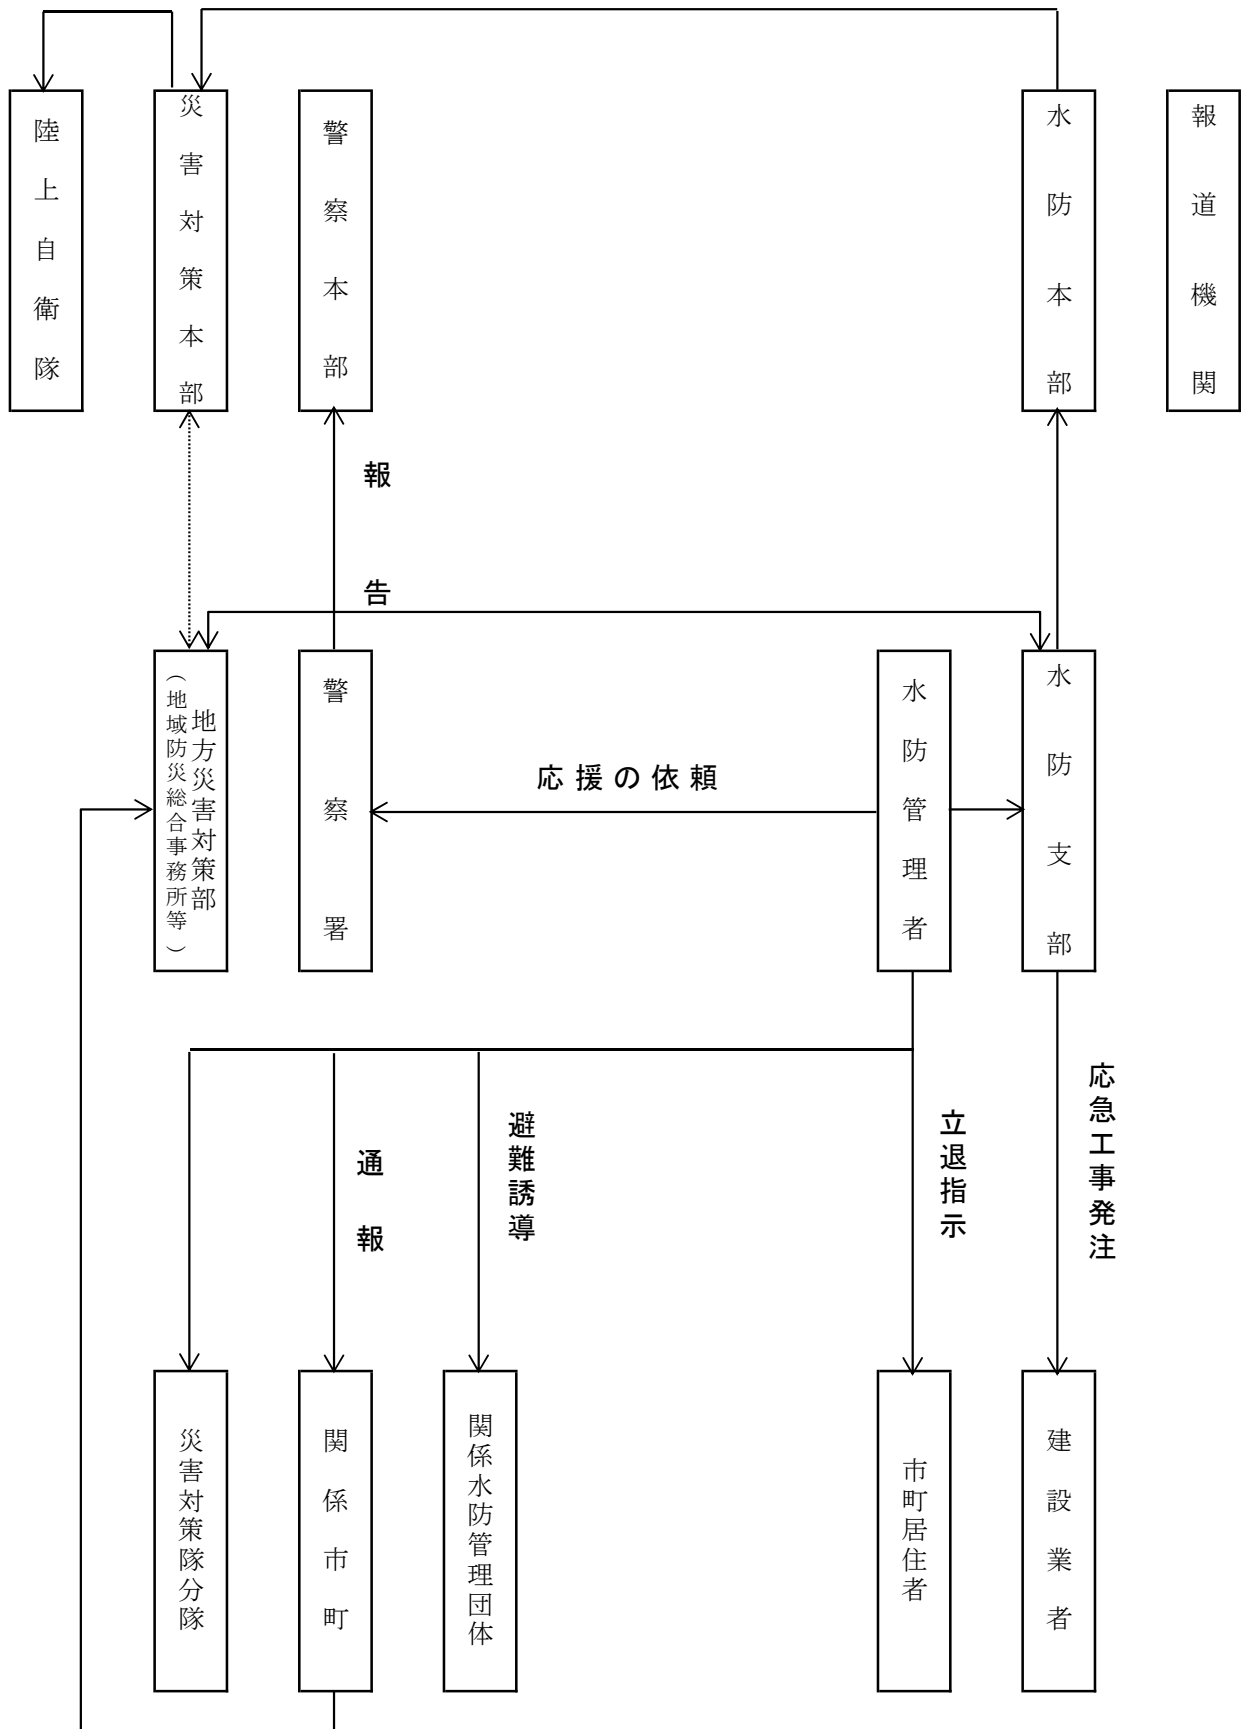 陸上自衛隊
災害対策本部
警察本部
水防本部
報道機関
報告
地方災害対策部
（地域防災総合事務所等）
警察署
応援の依頼
水防管理者
水防支部
通報
避難誘導
立退指示
応急工事発注
災害対策隊分隊
関係市町
関係水防管理団体
市町居住者
建設業者